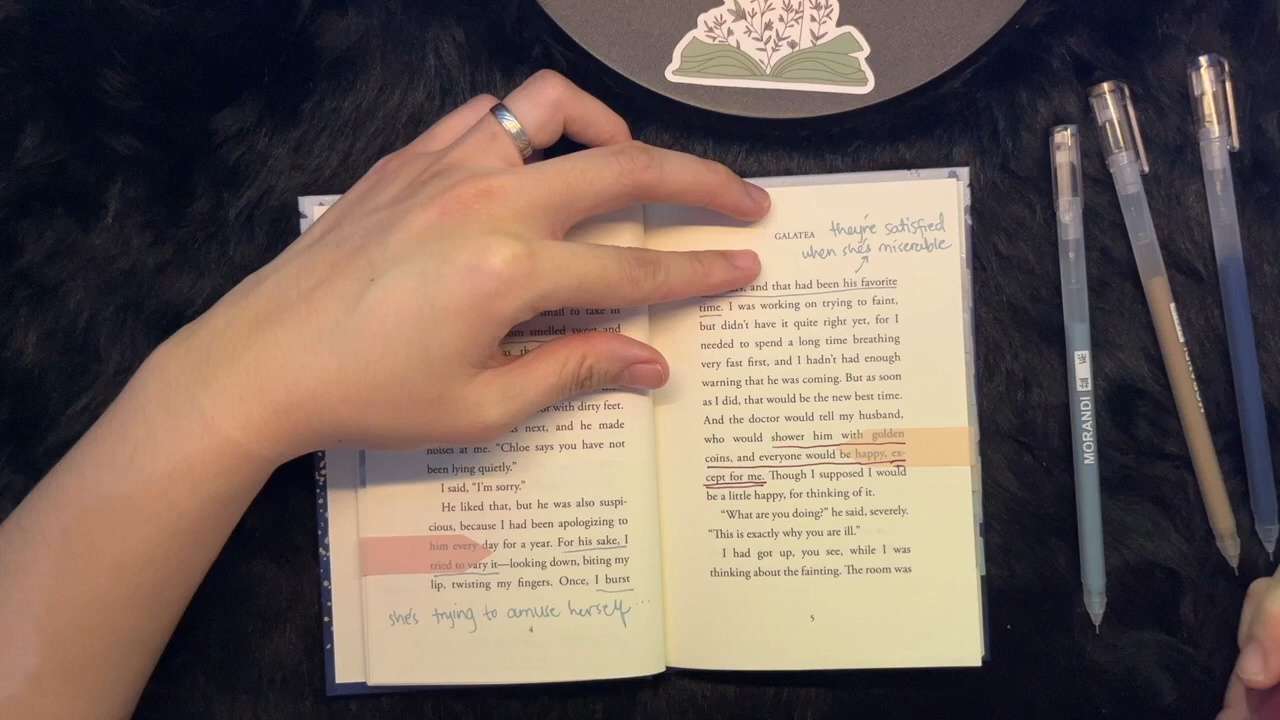 small to take in
smelled sweet and
or with dirty feet.
next, and he made
noises at me. “Chloe says you have not
been lying quietly.”
I said, “I’m sorry.”
He liked that, but he was also suspi-
cious, because I had been apologizing to
him every day for a year. For his sake, I
tried to vary it—looking down, biting my
lip, twisting my fingers. Once, I burst
she's trying to amuse herself...
4
GALATEA
they're satisfied
when she's miserable
and that had been his favorite
time. I was working on trying to faint,
but didn’t have it quite right yet, for I
needed to spend a long time breathing
very fast first, and I hadn’t had enough
warning that he was coming. But as soon
as I did, that would be the new best time.
And the doctor would tell my husband,
who would shower him with golden
coins, and everyone would be happy, ex-
cept for me. Though I supposed I would
be a little happy, for thinking of it.
“What are you doing?” he said, severely.
“This is exactly why you are ill.”
I had got up, you see, while I was
thinking about the fainting. The room was
5
MORANDI